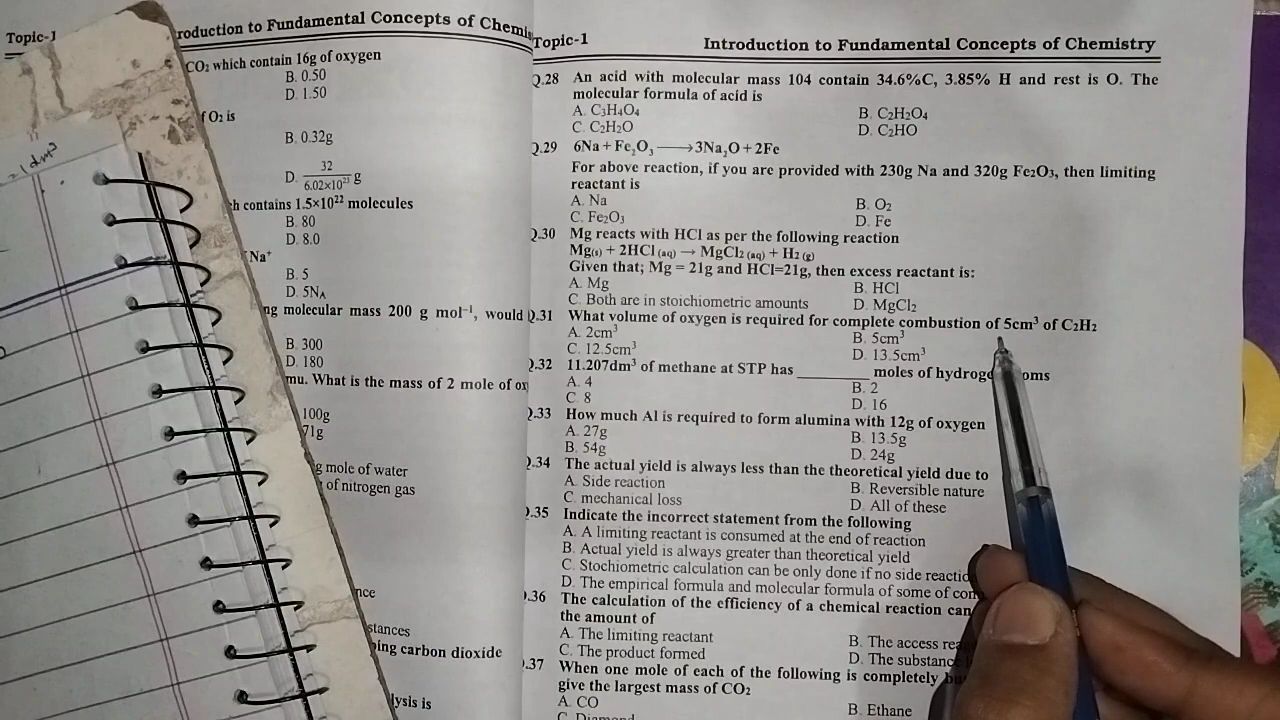 Topic-1
roduction to Fundamental Concepts of Chemis
CO₂ which contain 16g of oxygen
B. 0.50
D. 1.50
f O₂ is
B. 0.32g
D. 32/6.02×10²³ g
h contains 1.5×10²² molecules
B. 80
D. 8.0
Na⁺
B. 5
D. 5Nᴀ
ng molecular mass 200 g mol⁻¹, would
B. 300
D. 180
mu. What is the mass of 2 mole of ox
100g
71g
g mole of water
of nitrogen gas
nce
stances
ing carbon dioxide
lysis is
=1dm³
Topic-1 Introduction to Fundamental Concepts of Chemistry
Q.28 An acid with molecular mass 104 contain 34.6%C, 3.85% H and rest is O. The
molecular formula of acid is
A. C₃H₄O₄ B. C₂H₂O₄
C. C₂H₂O D. C₂HO
Q.29 6Na + Fe₂O₃ ⟶ 3Na₂O + 2Fe
For above reaction, if you are provided with 230g Na and 320g Fe₂O₃, then limiting
reactant is
A. Na B. O₂
C. Fe₂O₃ D. Fe
Q.30 Mg reacts with HCl as per the following reaction
Mg(s) + 2HCl (aq) → MgCl₂ (aq) + H₂ (g)
Given that; Mg = 21g and HCl=21g, then excess reactant is:
A. Mg B. HCl
C. Both are in stoichiometric amounts D. MgCl₂
Q.31 What volume of oxygen is required for complete combustion of 5cm³ of C₂H₂
A. 2cm³ B. 5cm³
C. 12.5cm³ D. 13.5cm³
Q.32 11.207dm³ of methane at STP has ________ moles of hydroge oms
A. 4 B. 2
C. 8 D. 16
Q.33 How much Al is required to form alumina with 12g of oxygen
A. 27g B. 13.5g
B. 54g D. 24g
Q.34 The actual yield is always less than the theoretical yield due to
A. Side reaction B. Reversible nature
C. mechanical loss D. All of these
.35 Indicate the incorrect statement from the following
A. A limiting reactant is consumed at the end of reaction
B. Actual yield is always greater than theoretical yield
C. Stochiometric calculation can be only done if no side reactio
D. The empirical formula and molecular formula of some of com
.36 The calculation of the efficiency of a chemical reaction can
the amount of
A. The limiting reactant B. The access rea
C. The product formed D. The substance
.37 When one mole of each of the following is completely bu
give the largest mass of CO₂
A. CO B. Ethane
C. Diamond